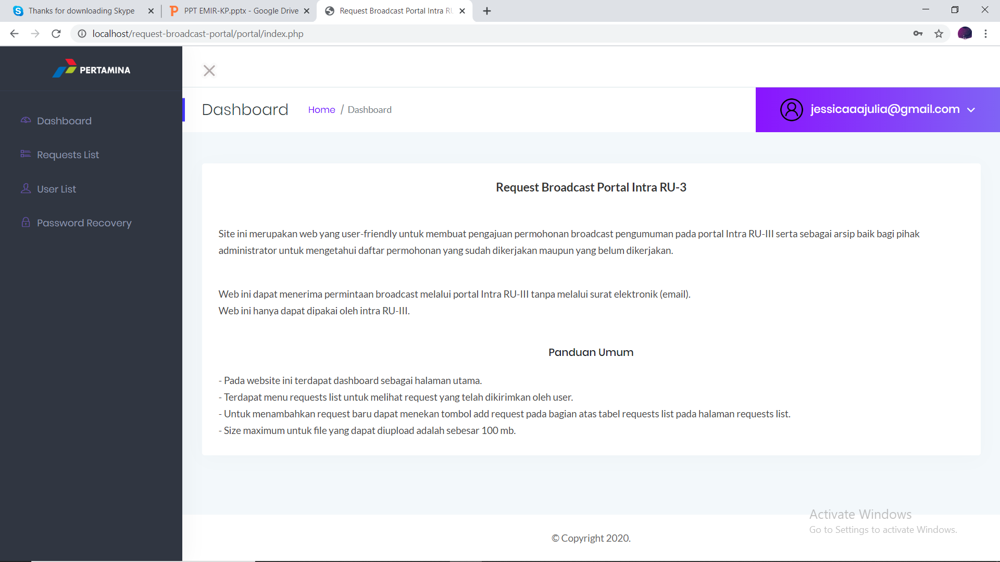 Thanks for downloading Skype
PPT EMIR-KP.pptx - Google Drive
Request Broadcast Portal Intra RU
localhost/request-broadcast-portal/portal/index.php
PERTAMINA
Dashboard
Requests List
User List
Password Recovery
Dashboard
Home / Dashboard
jessicaaajulia@gmail.com
Request Broadcast Portal Intra RU-3
Site ini merupakan web yang user-friendly untuk membuat pengajuan permohonan broadcast pengumuman pada portal Intra RU-III serta sebagai arsip baik bagi pihak
administrator untuk mengetahui daftar permohonan yang sudah dikerjakan maupun yang belum dikerjakan.
Web ini dapat menerima permintaan broadcast melalui portal Intra RU-III tanpa melalui surat elektronik (email).
Web ini hanya dapat dipakai oleh intra RU-III.
Panduan Umum
- Pada website ini terdapat dashboard sebagai halaman utama.
- Terdapat menu requests list untuk melihat request yang telah dikirimkan oleh user.
- Untuk menambahkan request baru dapat menekan tombol add request pada bagian atas tabel requests list pada halaman requests list.
- Size maximum untuk file yang dapat diupload adalah sebesar 100 mb.
Activate Windows
Go to Settings to activate Windows.
© Copyright 2020.